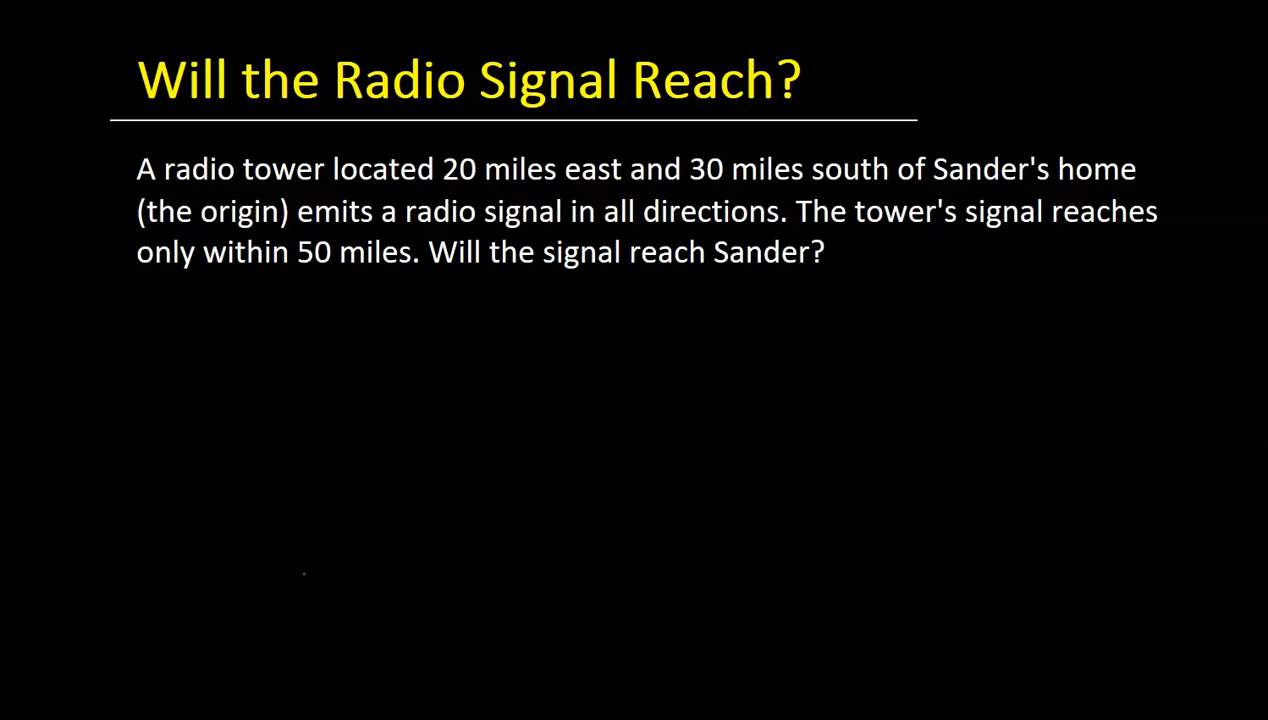 Will the Radio Signal Reach?
A radio tower located 20 miles east and 30 miles south of Sander's home
(the origin) emits a radio signal in all directions. The tower's signal reaches
only within 50 miles. Will the signal reach Sander?